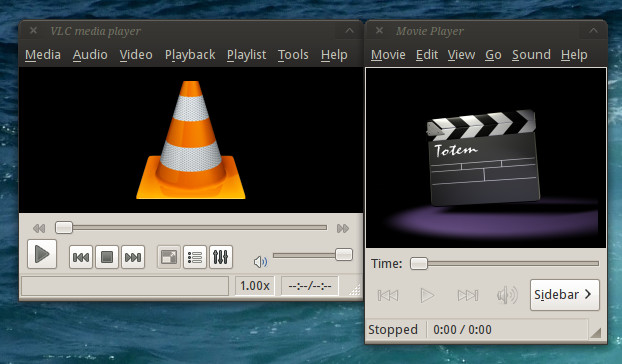 VLC media player
Media Audio Video Playback Playlist Tools Help
1.00x --:--/--:--
Movie Player
Movie Edit View Go Sound Help
Totem
Time:
Sidebar
Stopped 0:00 / 0:00